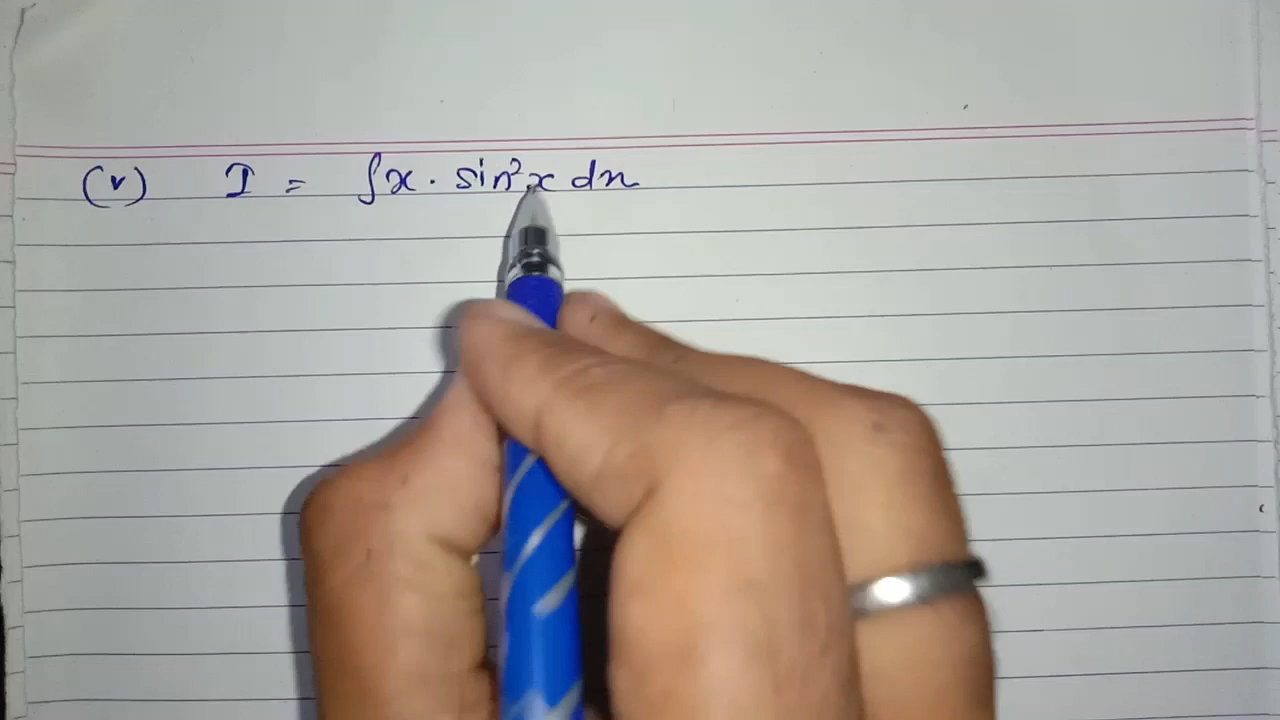 (v) I = ∫x · sin²x dx